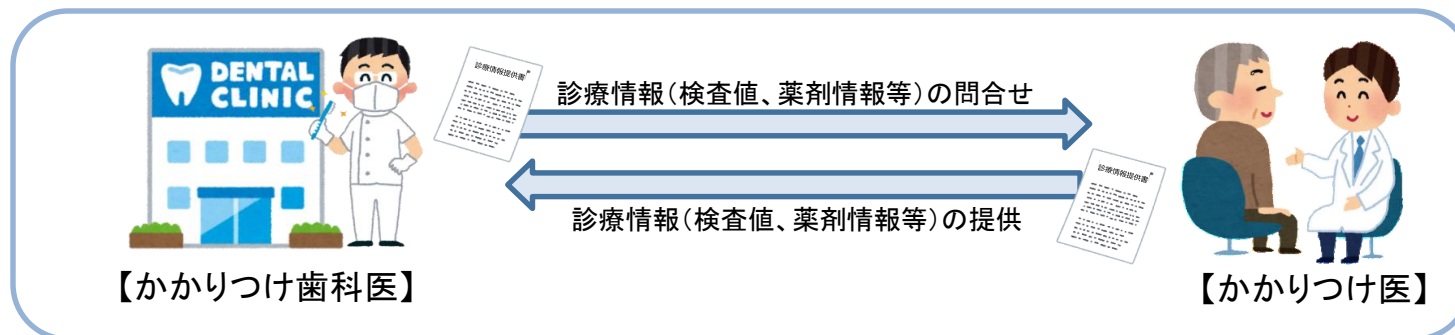 DENTAL
CLINIC
診療情報提供書
診療情報（検査値、薬剤情報等）の問合せ
診療情報（検査値、薬剤情報等）の提供
診療情報提供書
【かかりつけ歯科医】
【かかりつけ医】